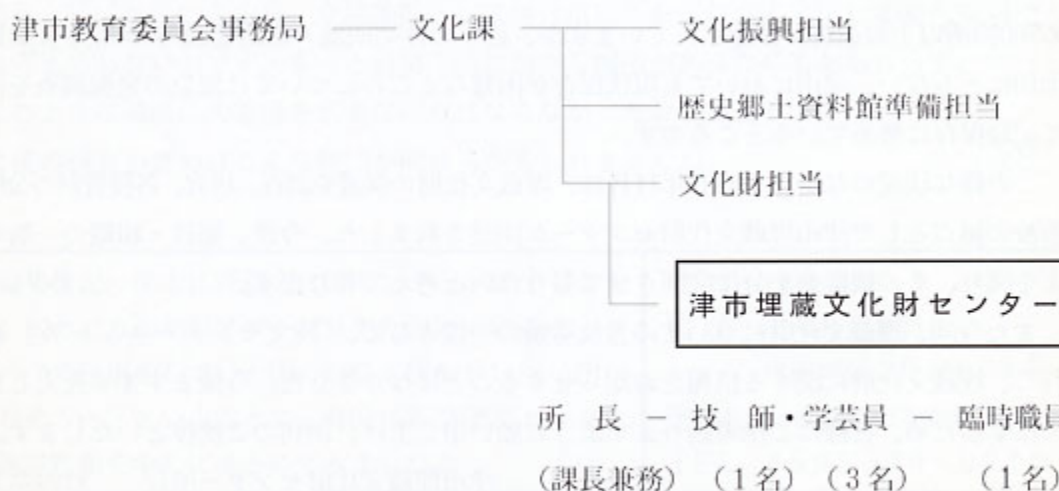 津市教育委員会事務局 ― 文化課 ― 文化振興担当
歴史郷土資料館準備担当
文化財担当
津市埋蔵文化財センター
所　長 － 技　師・学芸員 － 臨時職員
（課長兼務）（1名）（3名）（1名）